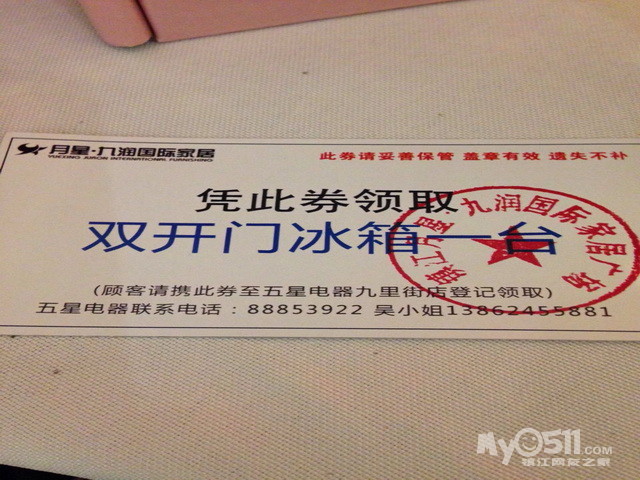 月星·九润国际家居
YUEXING JIURON INTERNATIONAL FURNISHING
此券请妥善保管 盖章有效 遗失不补
凭此券领取
双开门冰箱一台
镇江月星·九润国际家居广场
(顾客请携此券至五星电器九里街店登记领取)
五星电器联系电话：88853922 吴小姐13862455881
My0511.COM
镇江网友之家